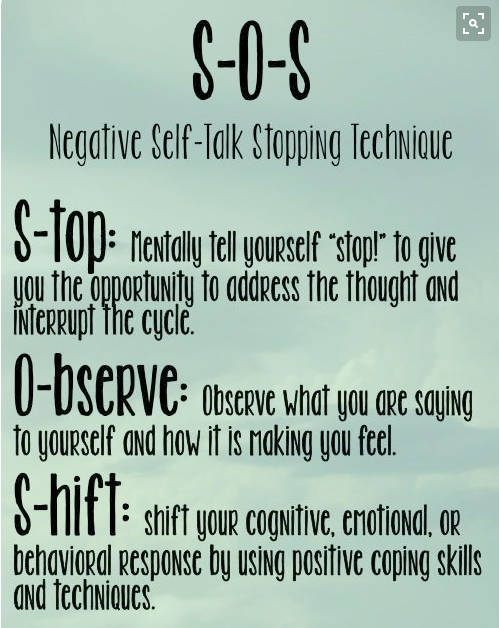 S-O-S
Negative Self-Talk Stopping Technique
S-top: Mentally tell yourself “stop!” to give
you the opportunity to address the thought and
interrupt the cycle.
O-bserve: Observe what you are saying
to yourself and how it is making you feel.
S-hift: shift your cognitive, emotional, or
behavioral response by using positive coping skills
and techniques.